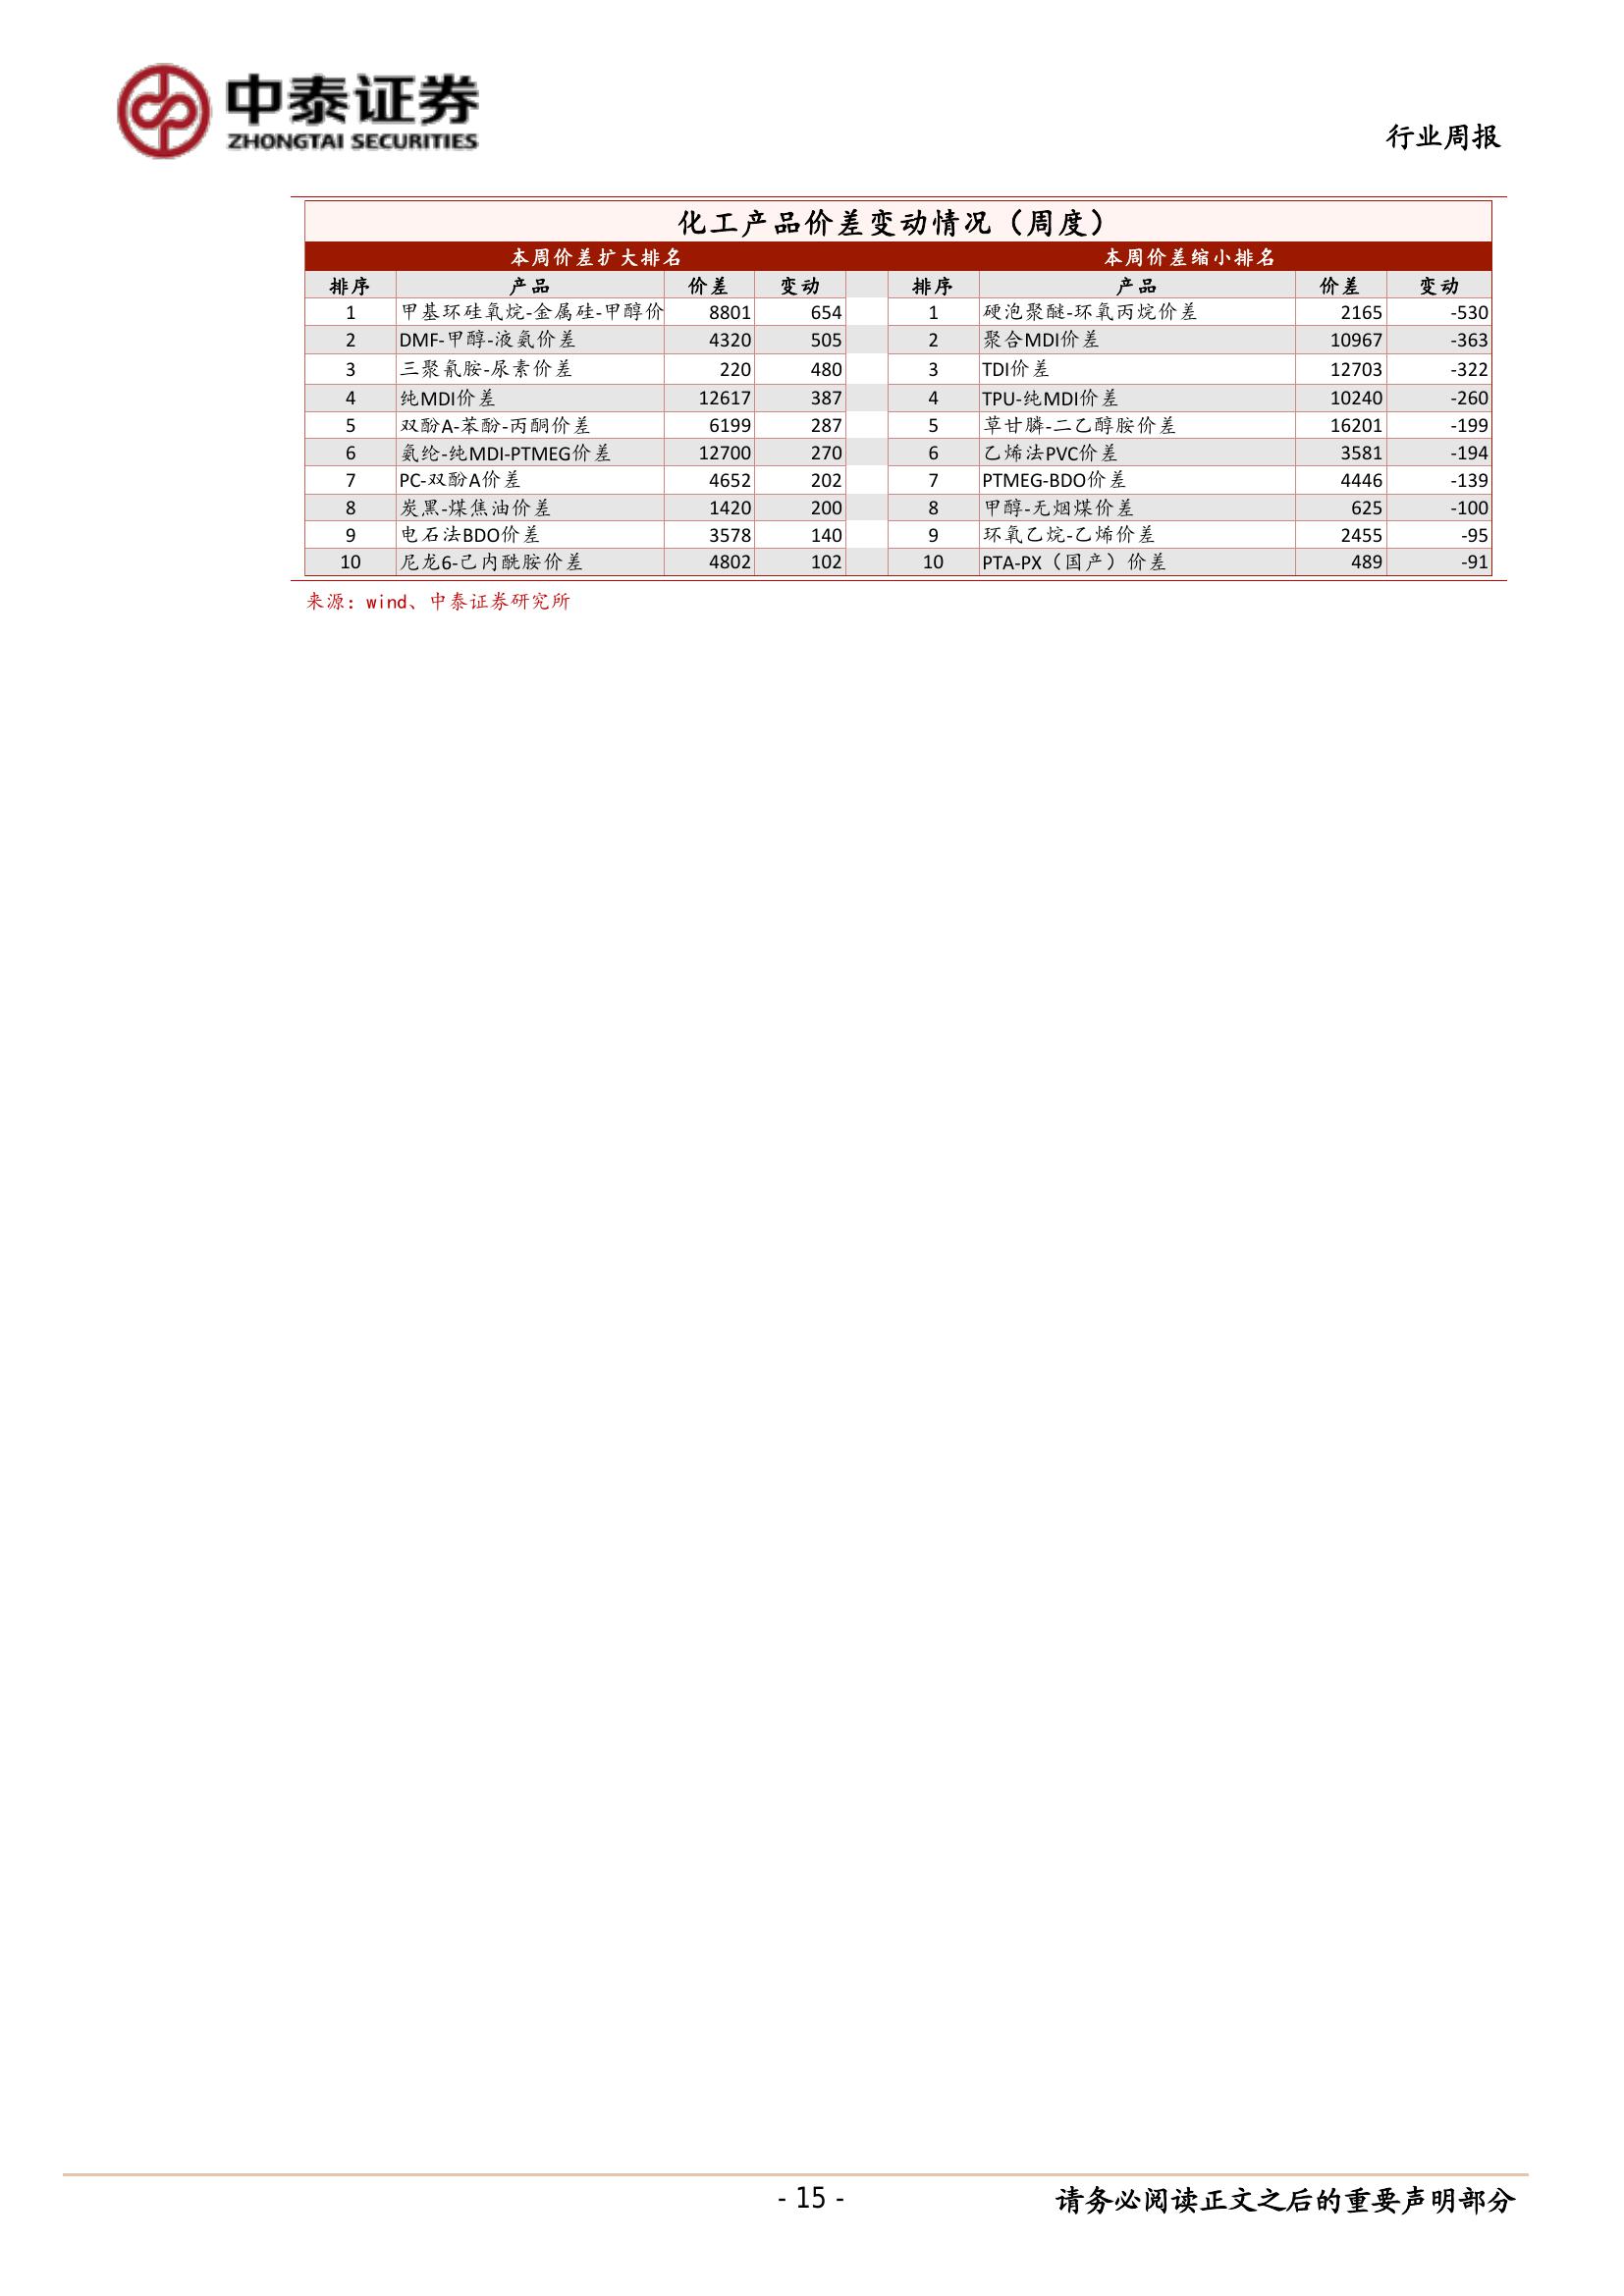 中泰证券
ZHONGTAI SECURITIES
行业周报
化工产品价差变动情况（周度）
本周价差扩大排名 本周价差缩小排名
排序 产品 价差 变动 排序 产品 价差 变动
1 甲基环硅氧烷-金属硅-甲醇价 8801 654 1 硬泡聚醚-环氧丙烷价差 2165 -530
2 DMF-甲醇-液氨价差 4320 505 2 聚合MDI价差 10967 -363
3 三聚氰胺-尿素价差 220 480 3 TDI价差 12703 -322
4 纯MDI价差 12617 387 4 TPU-纯MDI价差 10240 -260
5 双酚A-苯酚-丙酮价差 6199 287 5 草甘膦-二乙醇胺价差 16201 -199
6 氨纶-纯MDI-PTMEG价差 12700 270 6 乙烯法PVC价差 3581 -194
7 PC-双酚A价差 4652 202 7 PTMEG-BDO价差 4446 -139
8 炭黑-煤焦油价差 1420 200 8 甲醇-无烟煤价差 625 -100
9 电石法BDO价差 3578 140 9 环氧乙烷-乙烯价差 2455 -95
10 尼龙6-己内酰胺价差 4802 102 10 PTA-PX（国产）价差 489 -91
来源：wind、中泰证券研究所
- 15 - 请务必阅读正文之后的重要声明部分